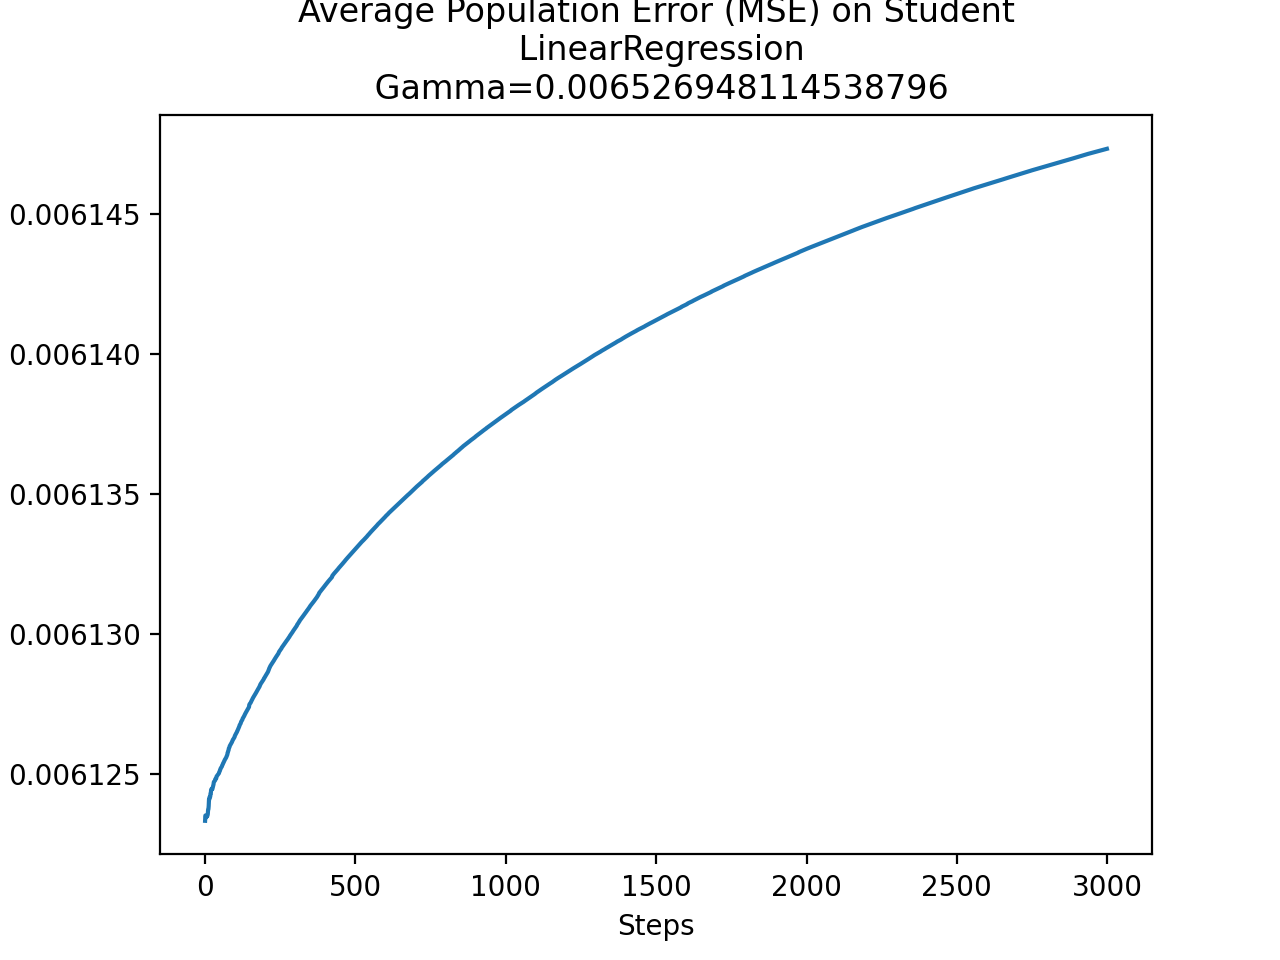 Average Population Error (MSE) on Student
LinearRegression
Gamma=0.006526948114538796
0.006145
0.006140
0.006135
0.006130
0.006125
0 500 1000 1500 2000 2500 3000
Steps